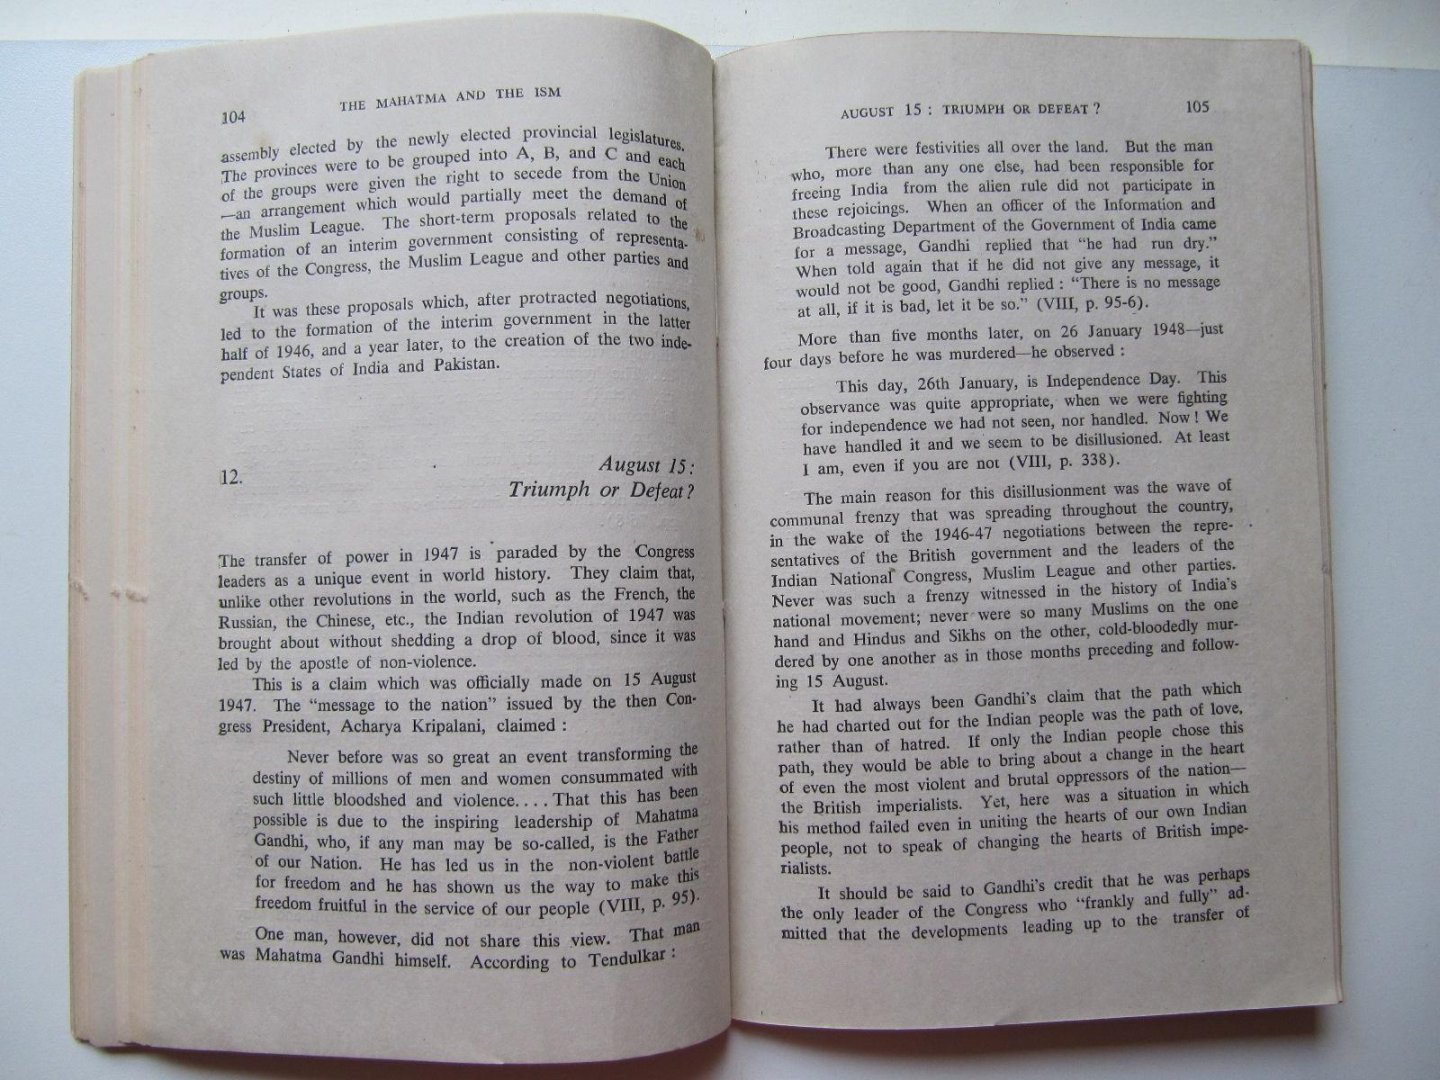 104
THE MAHATMA AND THE ISM
assembly elected by the newly elected provincial legislatures.
The provinces were to be grouped into A, B, and C and each
of the groups were given the right to secede from the Union
—an arrangement which would partially meet the demand of
the Muslim League. The short-term proposals related to the
formation of an interim government consisting of representa-
tives of the Congress, the Muslim League and other parties and
groups.
It was these proposals which, after protracted negotiations,
led to the formation of the interim government in the latter
half of 1946, and a year later, to the creation of the two inde-
pendent States of India and Pakistan.
12.
August 15:
Triumph or Defeat?
The transfer of power in 1947 is paraded by the Congress
leaders as a unique event in world history. They claim that,
unlike other revolutions in the world, such as the French, the
Russian, the Chinese, etc., the Indian revolution of 1947 was
brought about without shedding a drop of blood, since it was
led by the apostle of non-violence.
This is a claim which was officially made on 15 August
1947. The "message to the nation" issued by the then Con-
gress President, Acharya Kripalani, claimed :
Never before was so great an event transforming the
destiny of millions of men and women consummated with
such little bloodshed and violence.... That this has been
possible is due to the inspiring leadership of Mahatma
Gandhi, who, if any man may be so-called, is the Father
of our Nation. He has led us in the non-violent battle
for freedom and he has shown us the way to make this
freedom fruitful in the service of our people (VIII, p. 95).
One man, however, did not share this view. That man
was Mahatma Gandhi himself. According to Tendulkar :
AUGUST 15 : TRIUMPH OR DEFEAT ?
105
There were festivities all over the land. But the man
who, more than any one else, had been responsible for
freeing India from the alien rule did not participate in
these rejoicings. When an officer of the Information and
Broadcasting Department of the Government of India came
for a message, Gandhi replied that "he had run dry."
When told again that if he did not give any message, it
would not be good, Gandhi replied : "There is no message
at all, if it is bad, let it be so." (VIII, p. 95-6).
More than five months later, on 26 January 1948—just
four days before he was murdered—he observed :
This day, 26th January, is Independence Day. This
observance was quite appropriate, when we were fighting
for independence we had not seen, nor handled. Now ! We
have handled it and we seem to be disillusioned. At least
I am, even if you are not (VIII, p. 338).
The main reason for this disillusionment was the wave of
communal frenzy that was spreading throughout the country,
in the wake of the 1946-47 negotiations between the repre-
sentatives of the British government and the leaders of the
Indian National Congress, Muslim League and other parties.
Never was such a frenzy witnessed in the history of India's
national movement; never were so many Muslims on the one
hand and Hindus and Sikhs on the other, cold-bloodedly mur-
dered by one another as in those months preceding and follow-
ing 15 August.
It had always been Gandhi's claim that the path which
he had charted out for the Indian people was the path of love,
rather than of hatred. If only the Indian people chose this
path, they would be able to bring about a change in the heart
of even the most violent and brutal oppressors of the nation—
the British imperialists. Yet, here was a situation in which
his method failed even in uniting the hearts of our own Indian
people, not to speak of changing the hearts of British impe-
rialists.
It should be said to Gandhi's credit that he was perhaps
the only leader of the Congress who "frankly and fully" ad-
mitted that the developments leading up to the transfer of